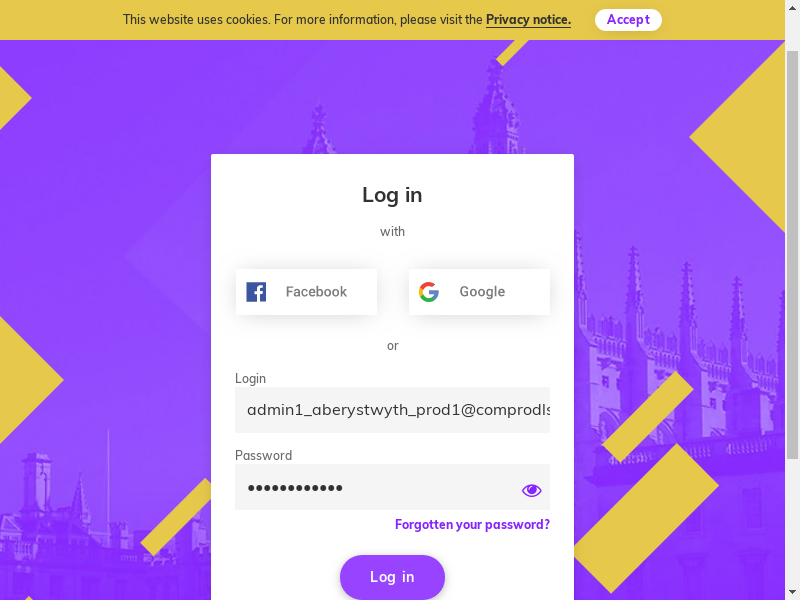 This website uses cookies. For more information, please visit the Privacy notice. Accept
Log in
with
Facebook Google
or
Login
admin1_aberystwyth_prod1@comprodls
Password
••••••••••••
Forgotten your password?
Log in